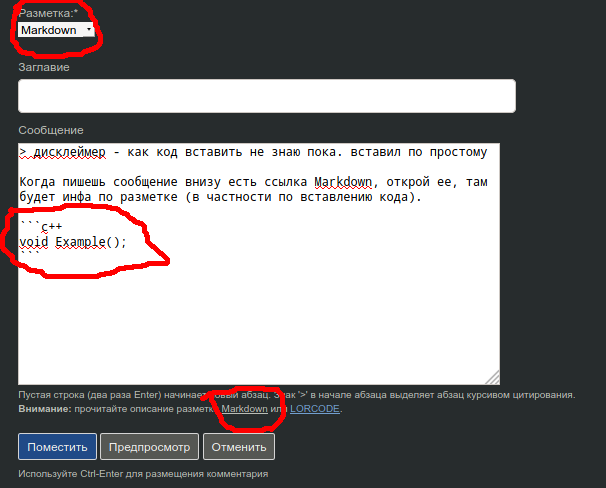 Разметка:*
Markdown
Заглавие
Сообщение
> дисклеймер - как код вставить не знаю пока. вставил по простому
Когда пишешь сообщение внизу есть ссылка Markdown, открой ее, там
будет инфа по разметке (в частности по вставлению кода).
```c++
void Example();
```
Пустая строка (два раза Enter) начинает абзац. Знак '>' в начале абзаца выделяет абзац курсивом цитирования.
Внимание: прочитайте описание разметки Markdown или LORCODE.
Поместить Предпросмотр Отменить
Используйте Ctrl-Enter для размещения комментария